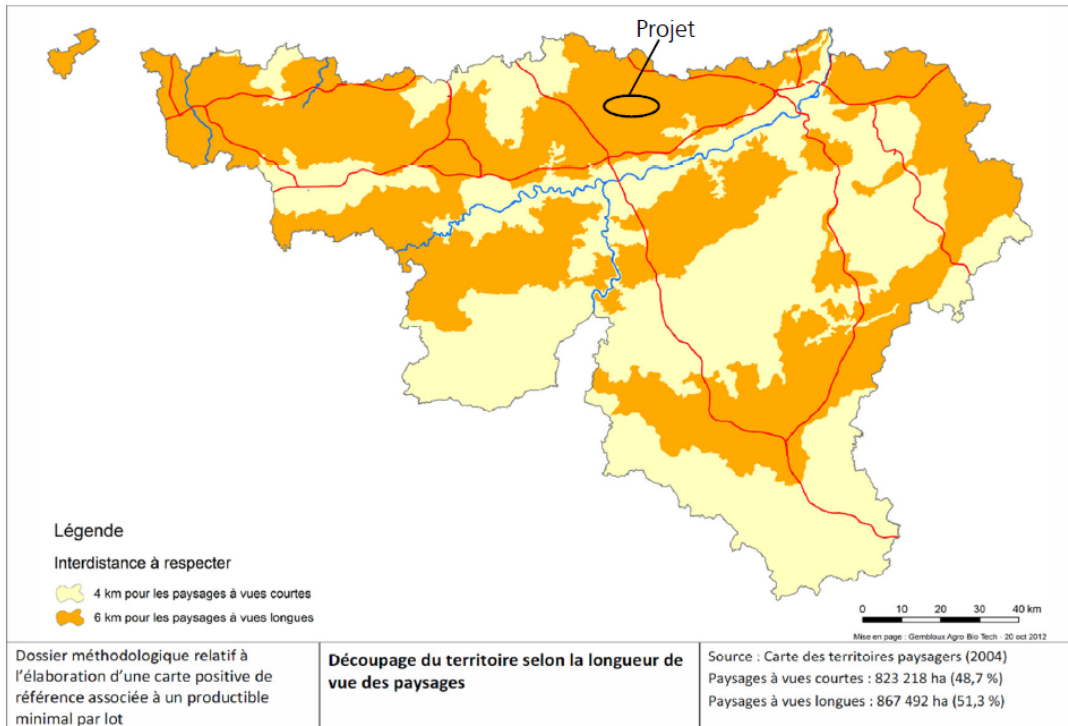 Projet
Légende
Interdistance à respecter
4 km pour les paysages à vues courtes
6 km pour les paysages à vues longues
0 10 20 30 40 km
Mise en page : Gembloux Agro Bio Tech - 20 oct 2012
Dossier méthodologique relatif à
l'élaboration d'une carte positive de
référence associée à un productible
minimal par lot
Découpage du territoire selon la longueur de
vue des paysages
Source : Carte des territoires paysagers (2004)
Paysages à vues courtes : 823 218 ha (48,7 %)
Paysages à vues longues : 867 492 ha (51,3 %)